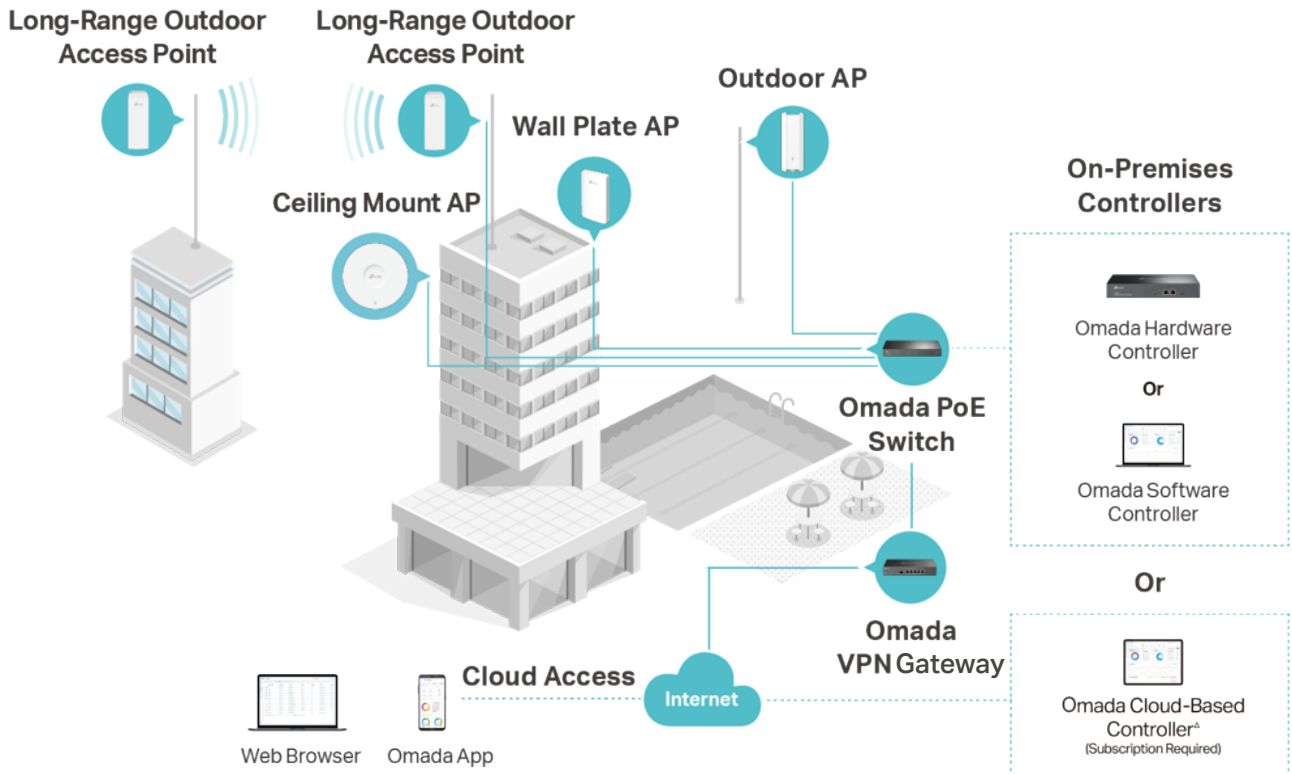 Long-Range Outdoor
Access Point
Long-Range Outdoor
Access Point
Outdoor AP
Wall Plate AP
Ceiling Mount AP
On-Premises
Controllers
Omada Hardware
Controller
Or
Omada Software
Controller
Omada PoE
Switch
Or
Omada
VPN Gateway
Cloud Access
Internet
Web Browser
Omada App
Omada Cloud-Based
Controller△
(Subscription Required)